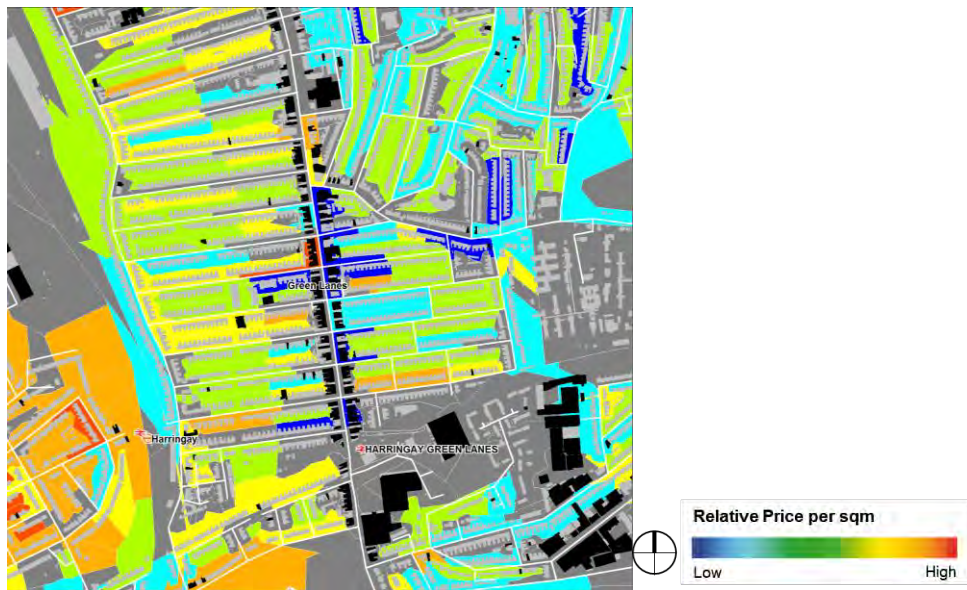 Green Lanes
Harringay
HARRINGAY GREEN LANES
Relative Price per sqm
Low High